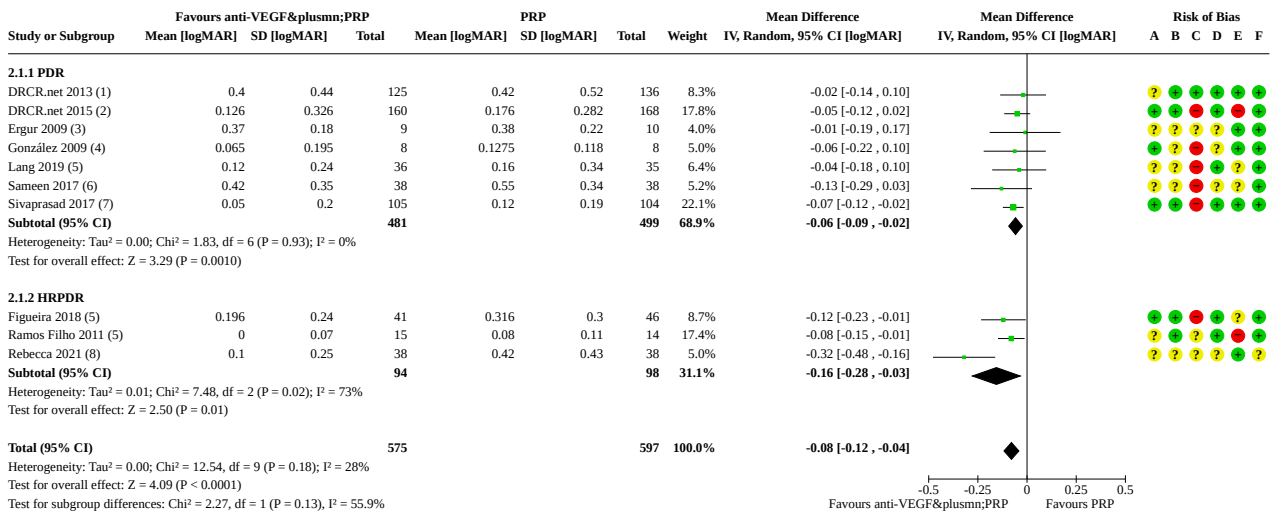 Favours anti-VEGF&plusmn;PRP PRP Mean Difference Mean Difference Risk of Bias
Study or Subgroup Mean [logMAR] SD [logMAR] Total Mean [logMAR] SD [logMAR] Total Weight IV, Random, 95% CI [logMAR] IV, Random, 95% CI [logMAR] A B C D E F
2.1.1 PDR
DRCR.net 2013 (1) 0.4 0.44 125 0.42 0.52 136 8.3% -0.02 [-0.14 , 0.10] ? + + + + +
DRCR.net 2015 (2) 0.126 0.326 160 0.176 0.282 168 17.8% -0.05 [-0.12 , 0.02] + + - + - +
Ergur 2009 (3) 0.37 0.18 9 0.38 0.22 10 4.0% -0.01 [-0.19 , 0.17] ? ? ? ? + +
González 2009 (4) 0.065 0.195 8 0.1275 0.118 8 5.0% -0.06 [-0.22 , 0.10] + ? - ? + +
Lang 2019 (5) 0.12 0.24 36 0.16 0.34 35 6.4% -0.04 [-0.18 , 0.10] ? ? - + ? +
Sameen 2017 (6) 0.42 0.35 38 0.55 0.34 38 5.2% -0.13 [-0.29 , 0.03] ? ? - ? ? +
Sivaprasad 2017 (7) 0.05 0.2 105 0.12 0.19 104 22.1% -0.07 [-0.12 , -0.02] + + - + + +
Subtotal (95% CI) 481 499 68.9% -0.06 [-0.09 , -0.02]
Heterogeneity: Tau² = 0.00; Chi² = 1.83, df = 6 (P = 0.93); I² = 0%
Test for overall effect: Z = 3.29 (P = 0.0010)
2.1.2 HRPDR
Figueira 2018 (5) 0.196 0.24 41 0.316 0.3 46 8.7% -0.12 [-0.23 , -0.01] + + - + ? +
Ramos Filho 2011 (5) 0 0.07 15 0.08 0.11 14 17.4% -0.08 [-0.15 , -0.01] ? + ? + - +
Rebecca 2021 (8) 0.1 0.25 38 0.42 0.43 38 5.0% -0.32 [-0.48 , -0.16] ? ? ? ? + ?
Subtotal (95% CI) 94 98 31.1% -0.16 [-0.28 , -0.03]
Heterogeneity: Tau² = 0.01; Chi² = 7.48, df = 2 (P = 0.02); I² = 73%
Test for overall effect: Z = 2.50 (P = 0.01)
Total (95% CI) 575 597 100.0% -0.08 [-0.12 , -0.04]
Heterogeneity: Tau² = 0.00; Chi² = 12.54, df = 9 (P = 0.18); I² = 28%
Test for overall effect: Z = 4.09 (P < 0.0001)
-0.5 -0.25 0 0.25 0.5
Test for subgroup differences: Chi² = 2.27, df = 1 (P = 0.13), I² = 55.9% Favours anti-VEGF&plusmn;PRP Favours PRP